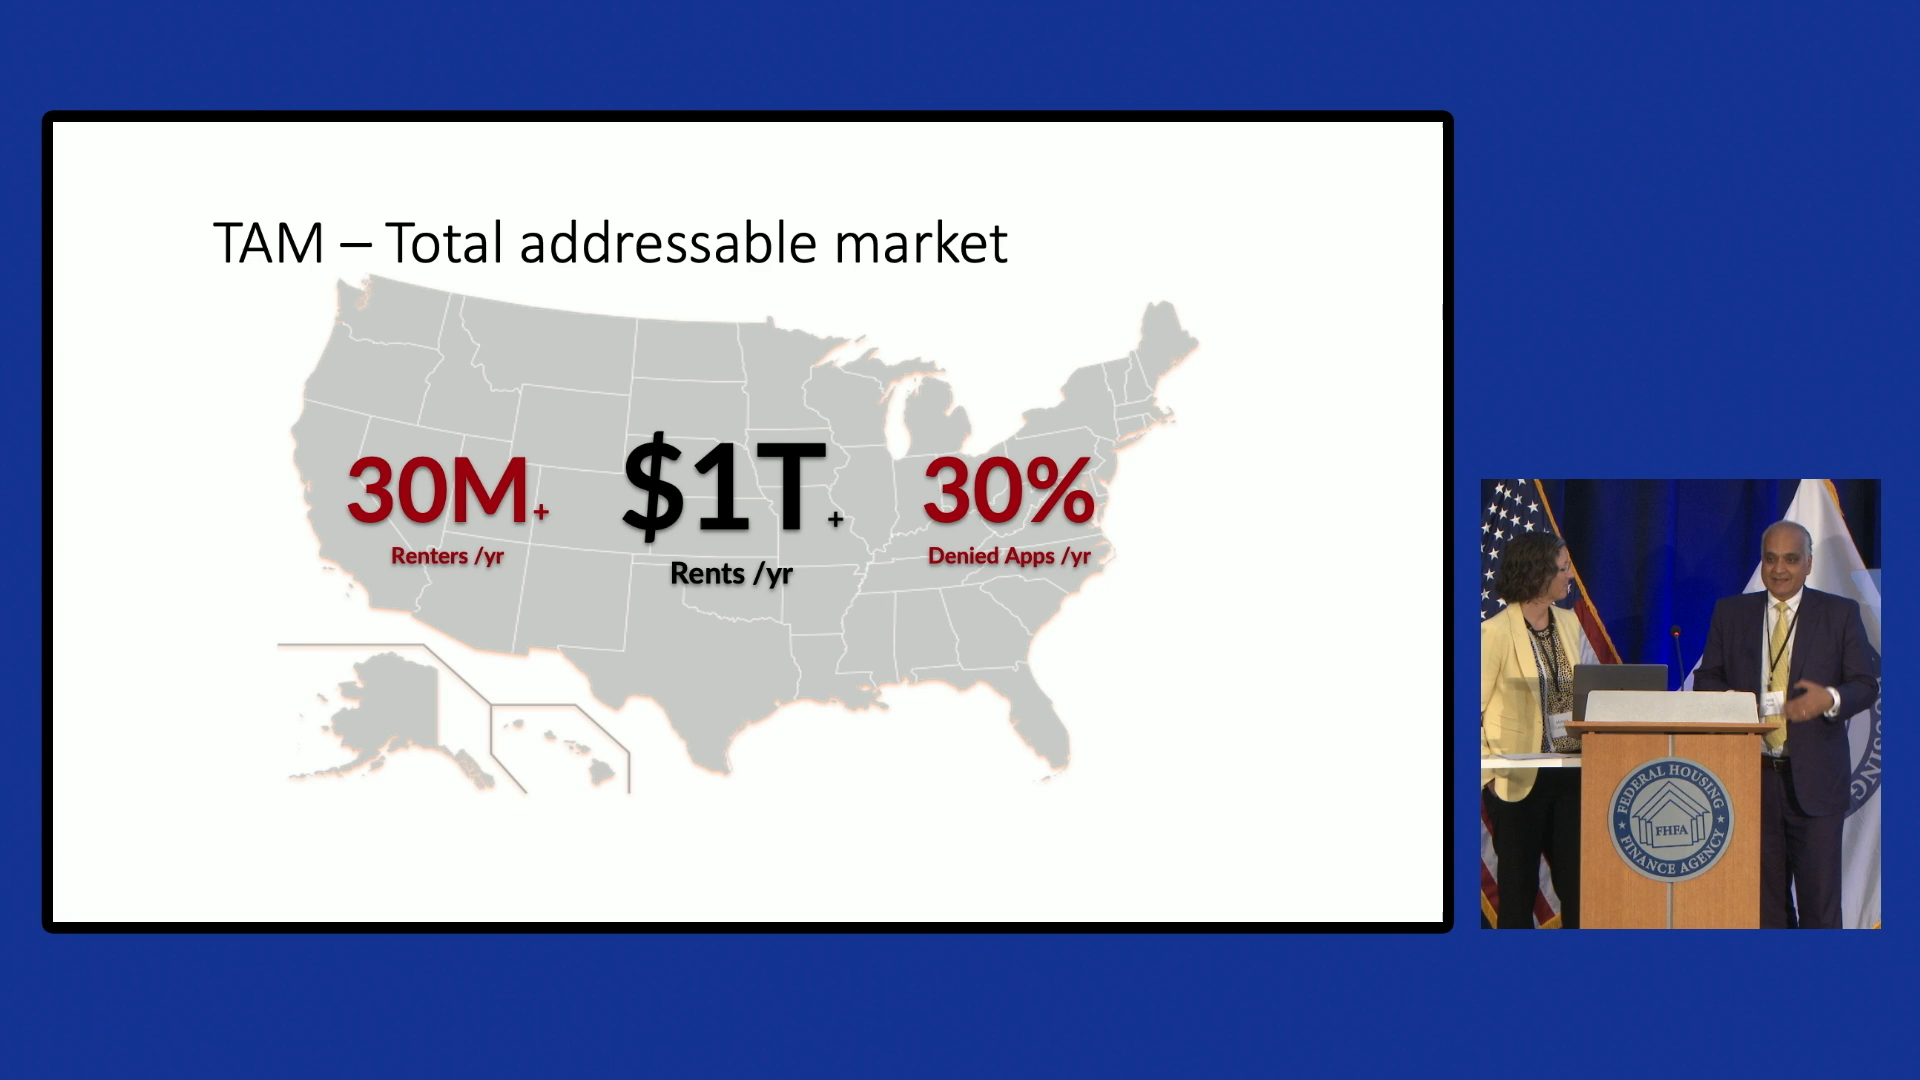 TAM – Total addressable market
30M+
Renters /yr
$1T+
Rents /yr
30%
Denied Apps /yr
FEDERAL HOUSING
FHFA
FINANCE AGENCY